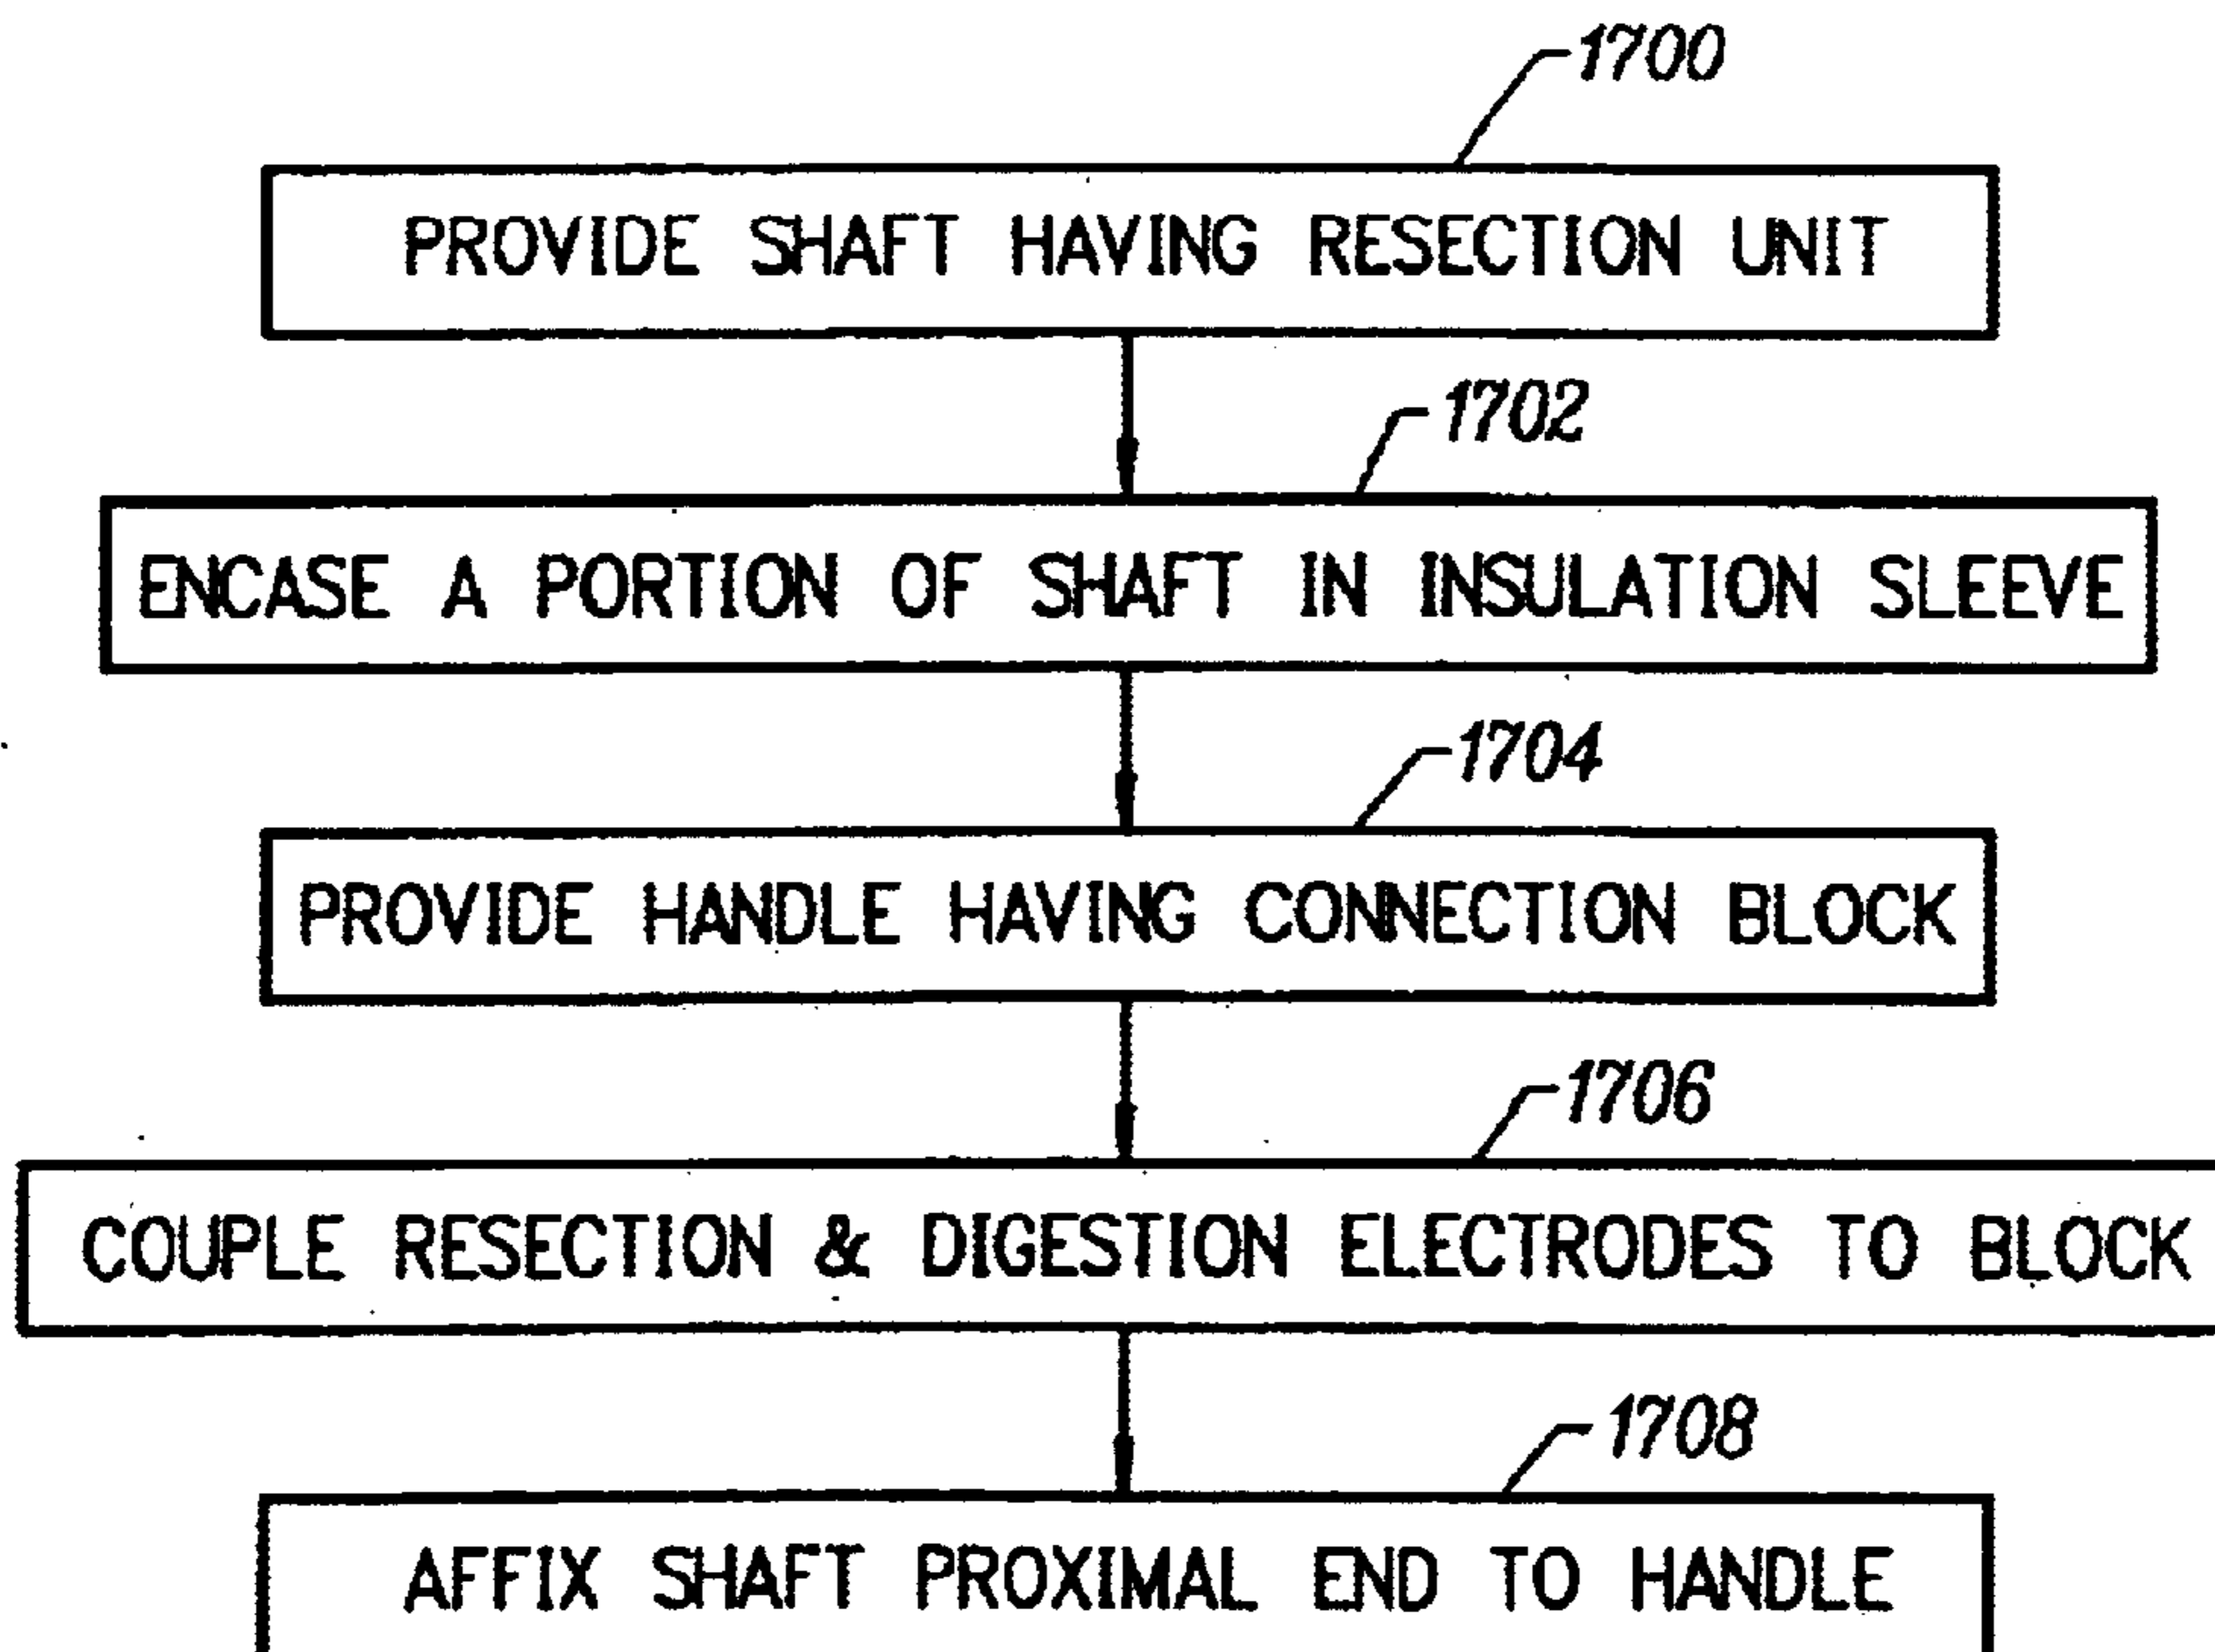 1700
PROVIDE SHAFT HAVING RESECTION UNIT
1702
ENCASE A PORTION OF SHAFT IN INSULATION SLEEVE
1704
PROVIDE HANDLE HAVING CONNECTION BLOCK
1706
COUPLE RESECTION & DIGESTION ELECTRODES TO BLOCK
1708
AFFIX SHAFT PROXIMAL END TO HANDLE